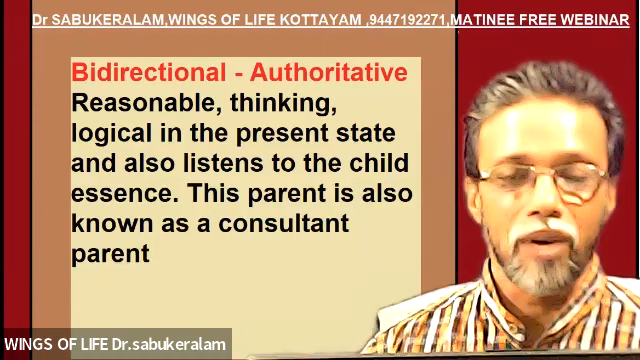 Dr SABUKERALAM,WINGS OF LIFE KOTTAYAM ,9447192271,MATINEE FREE WEBINAR
Bidirectional - Authoritative
Reasonable, thinking,
logical in the present state
and also listens to the child
essence. This parent is also
known as a consultant
parent
WINGS OF LIFE Dr.sabukeralam